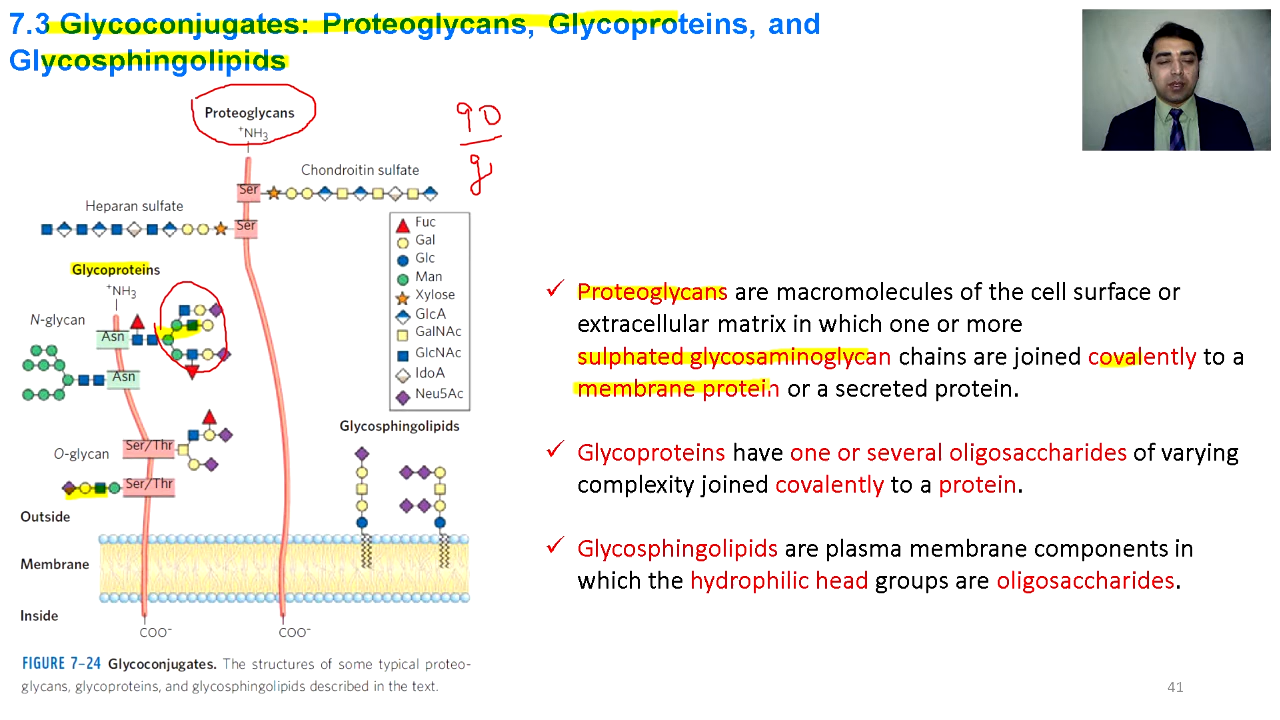 7.3 Glycoconjugates: Proteoglycans, Glycoproteins, and
Glycosphingolipids
Proteoglycans
+NH3
90
g
Chondroitin sulfate
Ser
Heparan sulfate
Ser
Fuc
Gal
Glc
Man
Xylose
GlcA
GalNAc
GlcNAc
IdoA
Neu5Ac
Glycoproteins
+NH3
N-glycan
Asn
Asn
O-glycan
Ser/Thr
Ser/Thr
Glycosphingolipids
Outside
Membrane
Inside
COO-
COO-
FIGURE 7-24 Glycoconjugates. The structures of some typical proteo-
glycans, glycoproteins, and glycosphingolipids described in the text.
✓ Proteoglycans are macromolecules of the cell surface or
extracellular matrix in which one or more
sulphated glycosaminoglycan chains are joined covalently to a
membrane protein or a secreted protein.
✓ Glycoproteins have one or several oligosaccharides of varying
complexity joined covalently to a protein.
✓ Glycosphingolipids are plasma membrane components in
which the hydrophilic head groups are oligosaccharides.
41